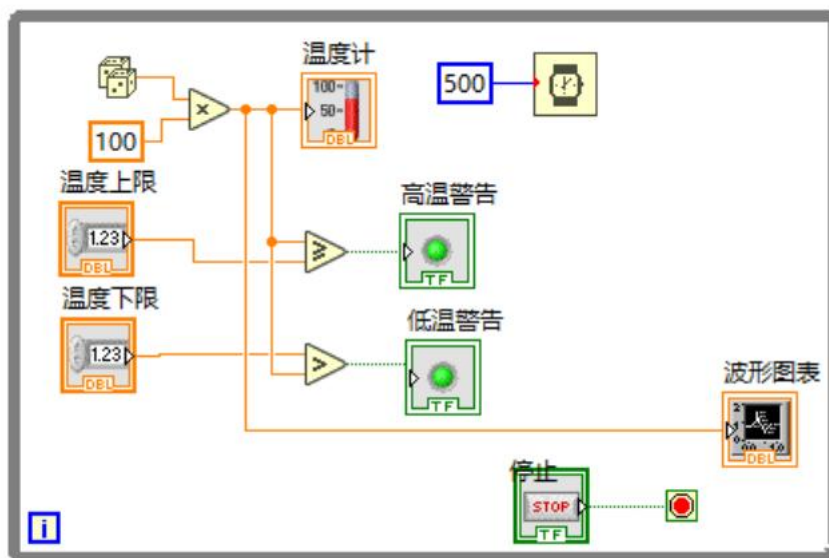 温度计
100
50
DBL
500
×
100
温度上限
1.23
DBL
高温警告
TF
温度下限
1.23
DBL
低温警告
TF
波形图表
DBL
停止
STOP
TF
i